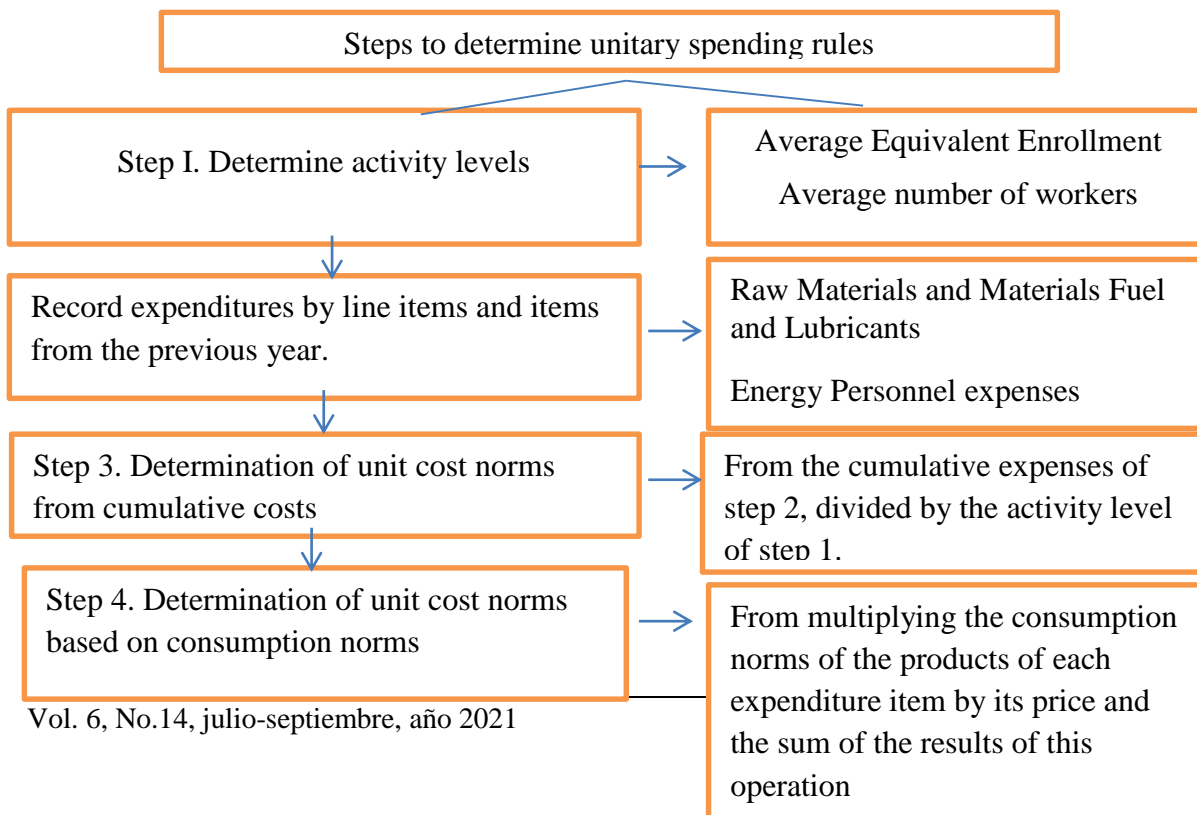 Steps to determine unitary spending rules
Step I. Determine activity levels
Average Equivalent Enrollment
Average number of workers
Record expenditures by line items and items
from the previous year.
Raw Materials and Materials Fuel
and Lubricants
Energy Personnel expenses
Step 3. Determination of unit cost norms
from cumulative costs
From the cumulative expenses of
step 2, divided by the activity level
of step 1.
Step 4. Determination of unit cost norms
based on consumption norms
From multiplying the consumption
norms of the products of each
expenditure item by its price and
the sum of the results of this
operation
Vol. 6, No.14, julio-septiembre, año 2021